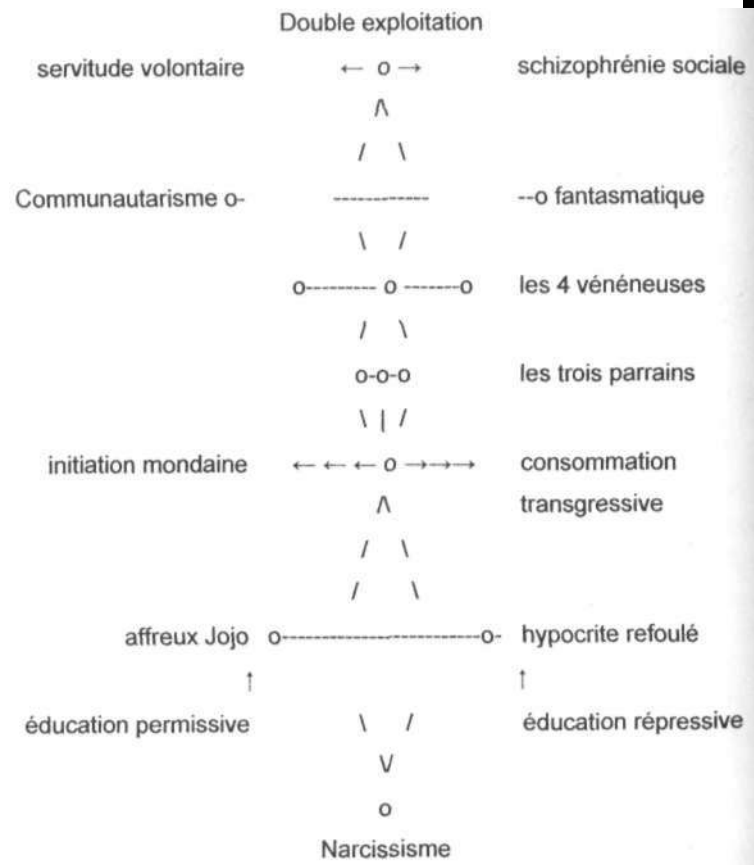 Double exploitation
servitude volontaire ← o → schizophrénie sociale
/\
/ \
Communautarisme o- ----------- --o fantasmatique
\ /
o--------- o -------o les 4 vénéneuses
/ \
o-o-o les trois parrains
\ | /
initiation mondaine ← ← ← o →→→ consommation
/\ transgressive
/ \
/ \
affreux Jojo o-----------------------o- hypocrite refoulé
↑ ↑
éducation permissive \ / éducation répressive
\/
o
Narcissisme